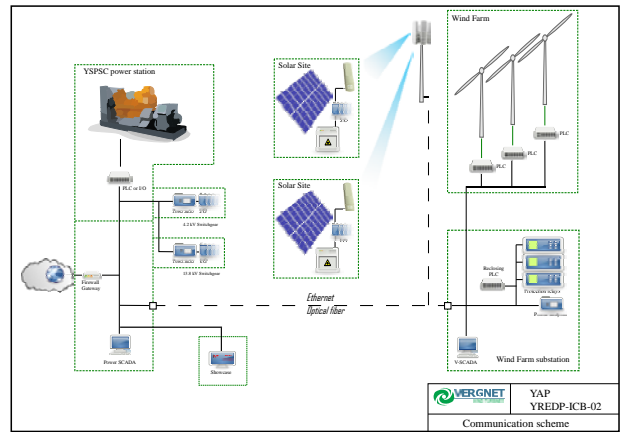 YSPSC power station
PLC or I/O
4.2 kV Switchgear
13.8 kV Switchgear
Firewall
Gateway
Power SCADA
Showcase
Solar Site
Solar Site
Ethernet
Optical fiber
Wind Farm
PLC
PLC
PLC
Reclosing
PLC
V-SCADA
Wind Farm substation
VERGNET
YAP
YREDP-ICB-02
Communication scheme